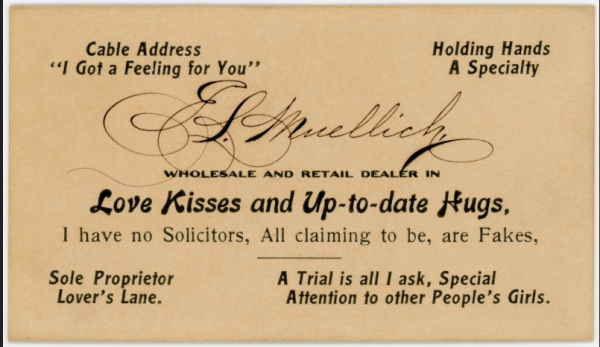 Cable Address
"I Got a Feeling for You"
Holding Hands
A Specialty
E. S. Muellich,
WHOLESALE AND RETAIL DEALER IN
Love Kisses and Up-to-date Hugs,
I have no Solicitors, All claiming to be, are Fakes,
Sole Proprietor
Lover's Lane.
A Trial is all I ask, Special
Attention to other People's Girls.